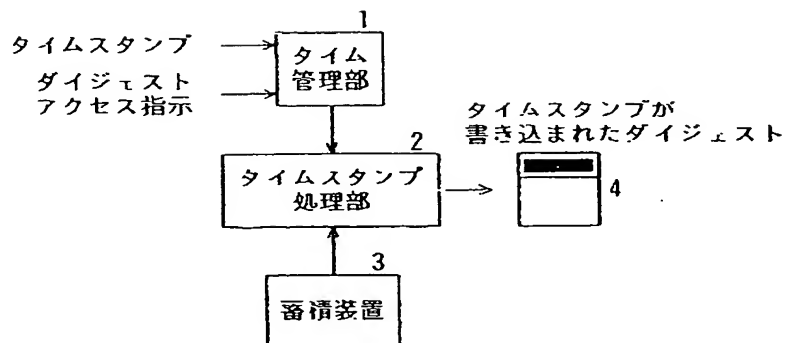 1
タイムスタンプ
タイム
管理部
ダイジェスト
アクセス指示
タイムスタンプが
書き込まれたダイジェスト
2
タイムスタンプ
処理部
4
3
蓄積装置